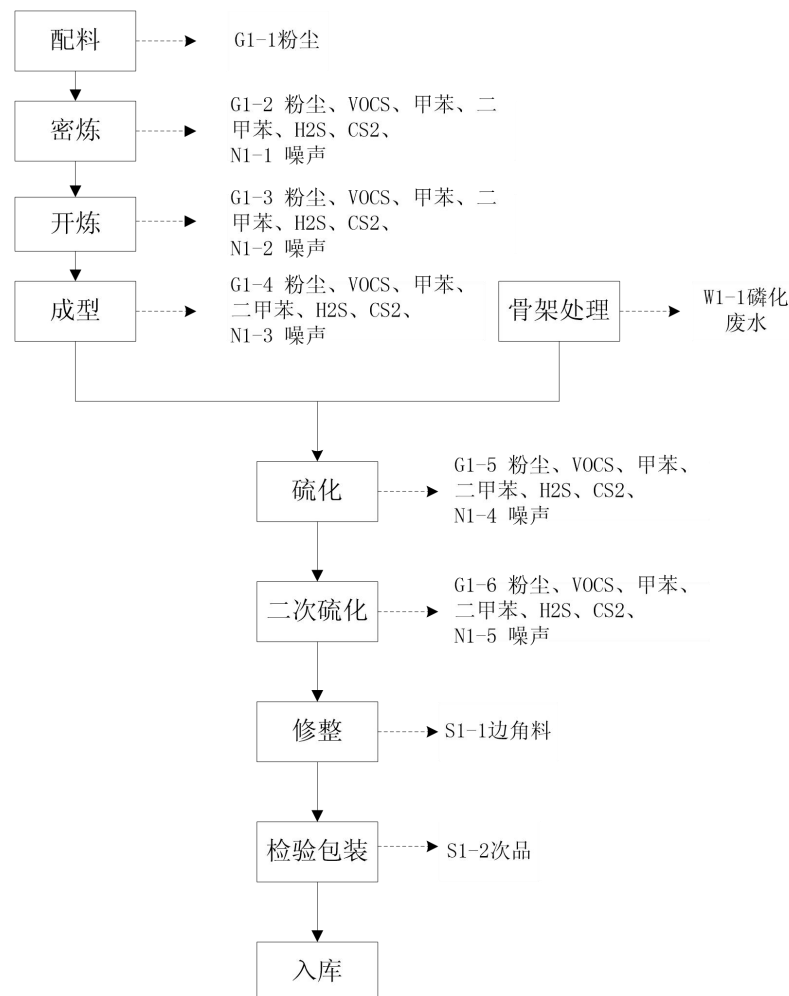 配料
G1-1粉尘
密炼
G1-2 粉尘、VOCS、甲苯、二
甲苯、H2S、CS2、
N1-1 噪声
开炼
G1-3 粉尘、VOCS、甲苯、二
甲苯、H2S、CS2、
N1-2 噪声
成型
G1-4 粉尘、VOCS、甲苯、
二甲苯、H2S、CS2、
N1-3 噪声
骨架处理
W1-1磷化
废水
硫化
G1-5 粉尘、VOCS、甲苯、
二甲苯、H2S、CS2、
N1-4 噪声
二次硫化
G1-6 粉尘、VOCS、甲苯、
二甲苯、H2S、CS2、
N1-5 噪声
修整
S1-1边角料
检验包装
S1-2次品
入库